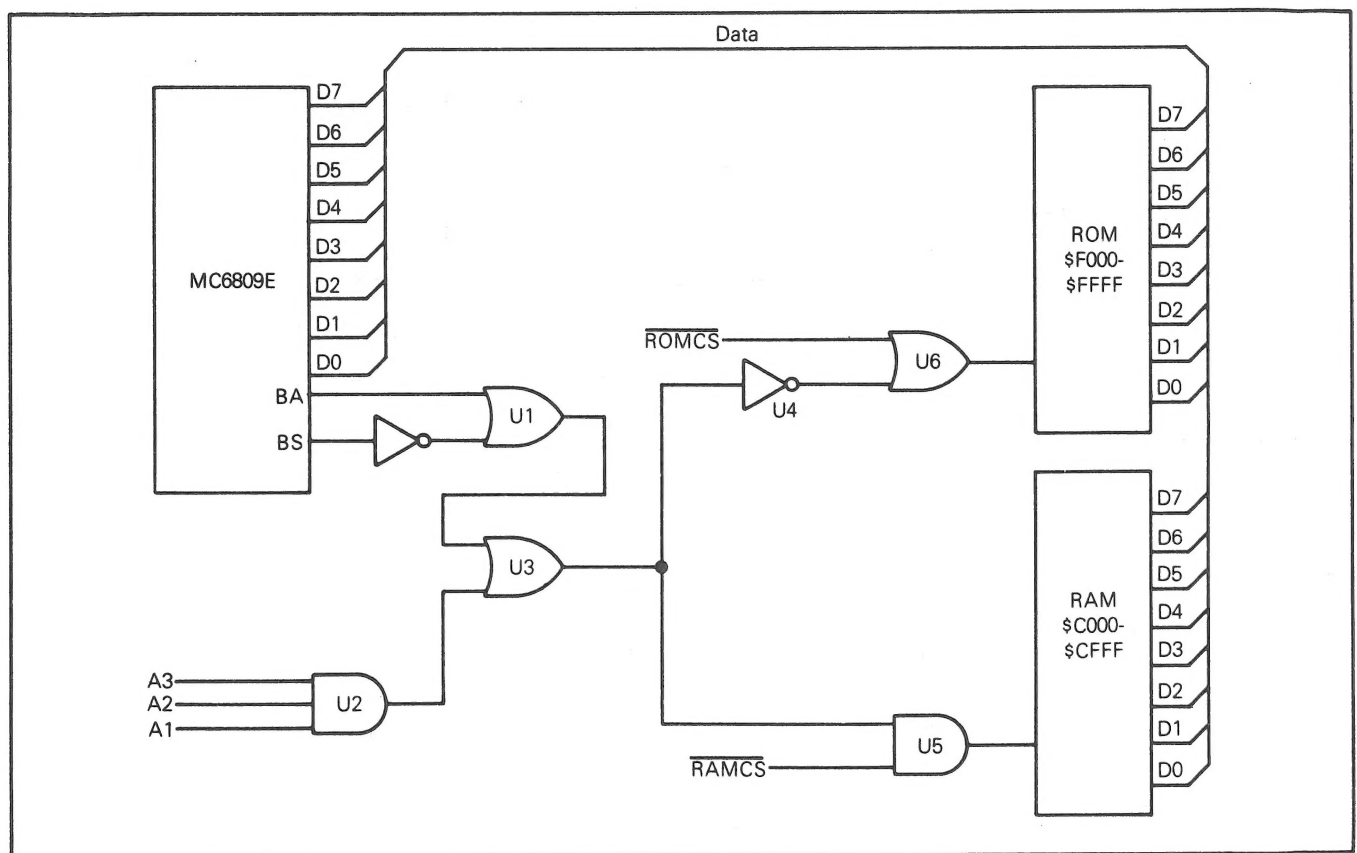 Data
MC6809E
D7
D6
D5
D4
D3
D2
D1
D0
BA
BS
U1
U3
A3
A2
A1
U2
ROMCS
U4
U6
RAMCS
U5
ROM
$F000-
$FFFF
D7
D6
D5
D4
D3
D2
D1
D0
RAM
$C000-
$CFFF
D7
D6
D5
D4
D3
D2
D1
D0